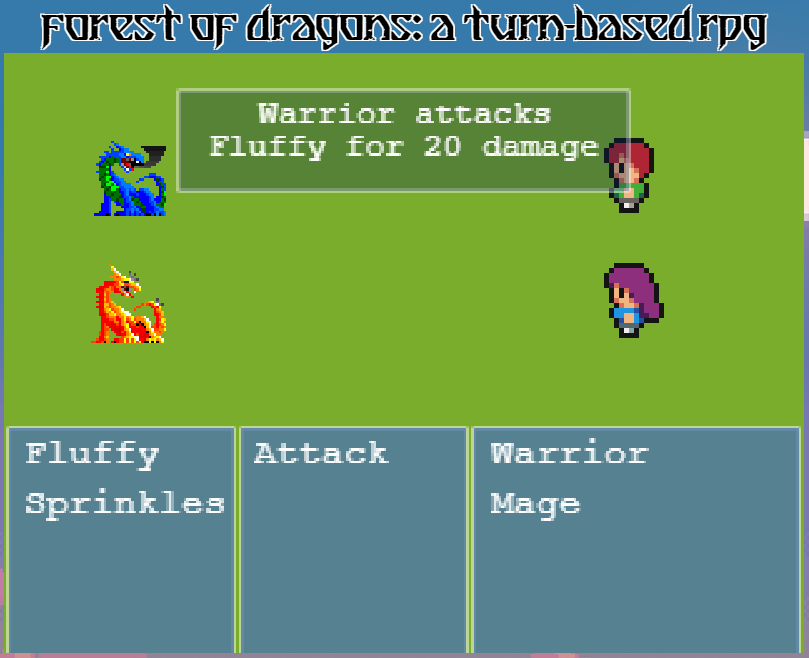 Forest of dragons: a turn-based rpg
Warrior attacks
Fluffy for 20 damage
Fluffy
Sprinkles
Attack
Warrior
Mage